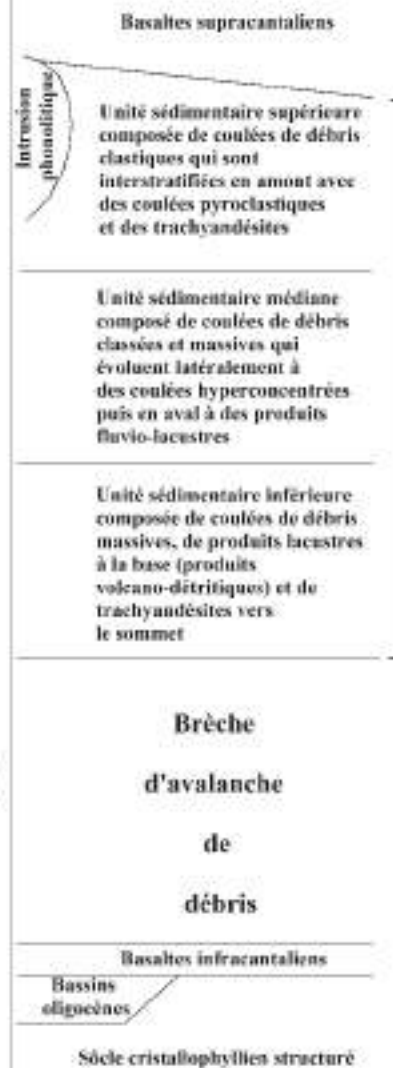 Basaltes supracantaliens
Intrusion
phonolitique
Unité sédimentaire supérieure
composée de coulées de débris
clastiques qui sont
interstratifiées en amont avec
des coulées pyroclastiques
et des trachyandésites
Unité sédimentaire médiane
composé de coulées de débris
classées et massives qui
évoluent latéralement à
des coulées hyperconcentrées
puis en aval à des produits
fluvio-lacustres
Unité sédimentaire inférieure
composée de coulées de débris
massives, de produits lacustres
à la base (produits
volcano-détritiques) et de
trachyandésites vers
le sommet
Brèche
d'avalanche
de
débris
Basaltes infracantaliens
Bassins
oligocènes
Sôcle cristallophyllien structuré